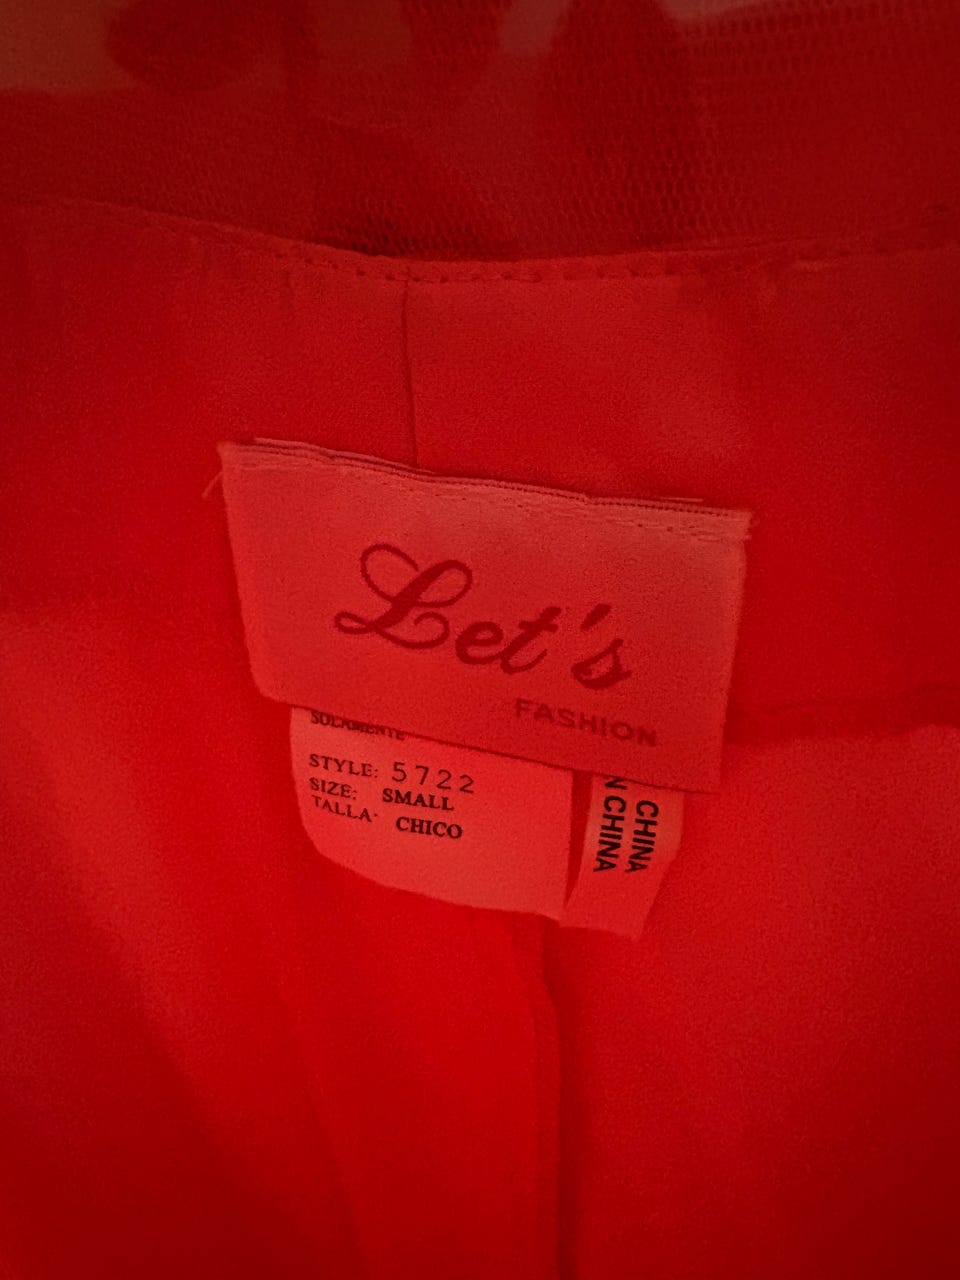 Let's
FASHION
SOLAMENTE
STYLE: 5722
SIZE: SMALL
TALLA: CHICO
CHINA
N CHINA